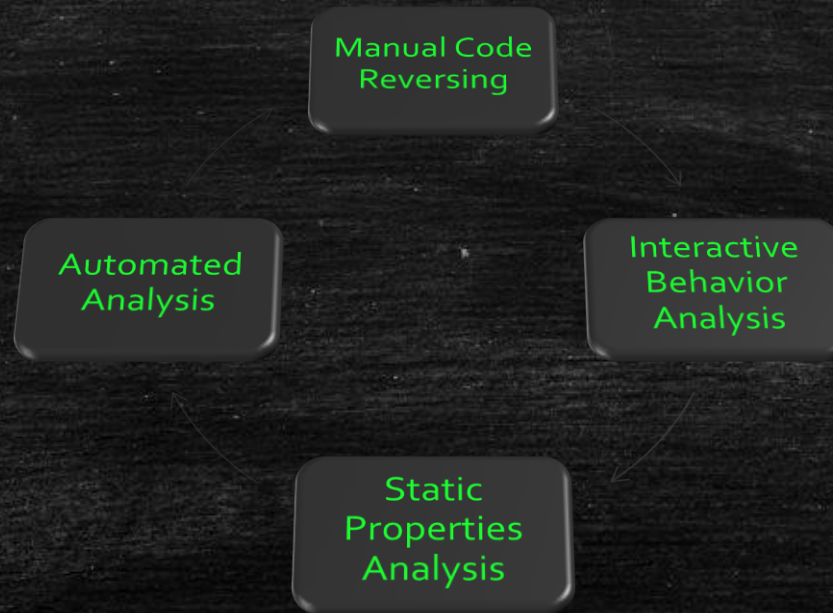 Manual Code
Reversing
Automated
Analysis
Interactive
Behavior
Analysis
Static
Properties
Analysis